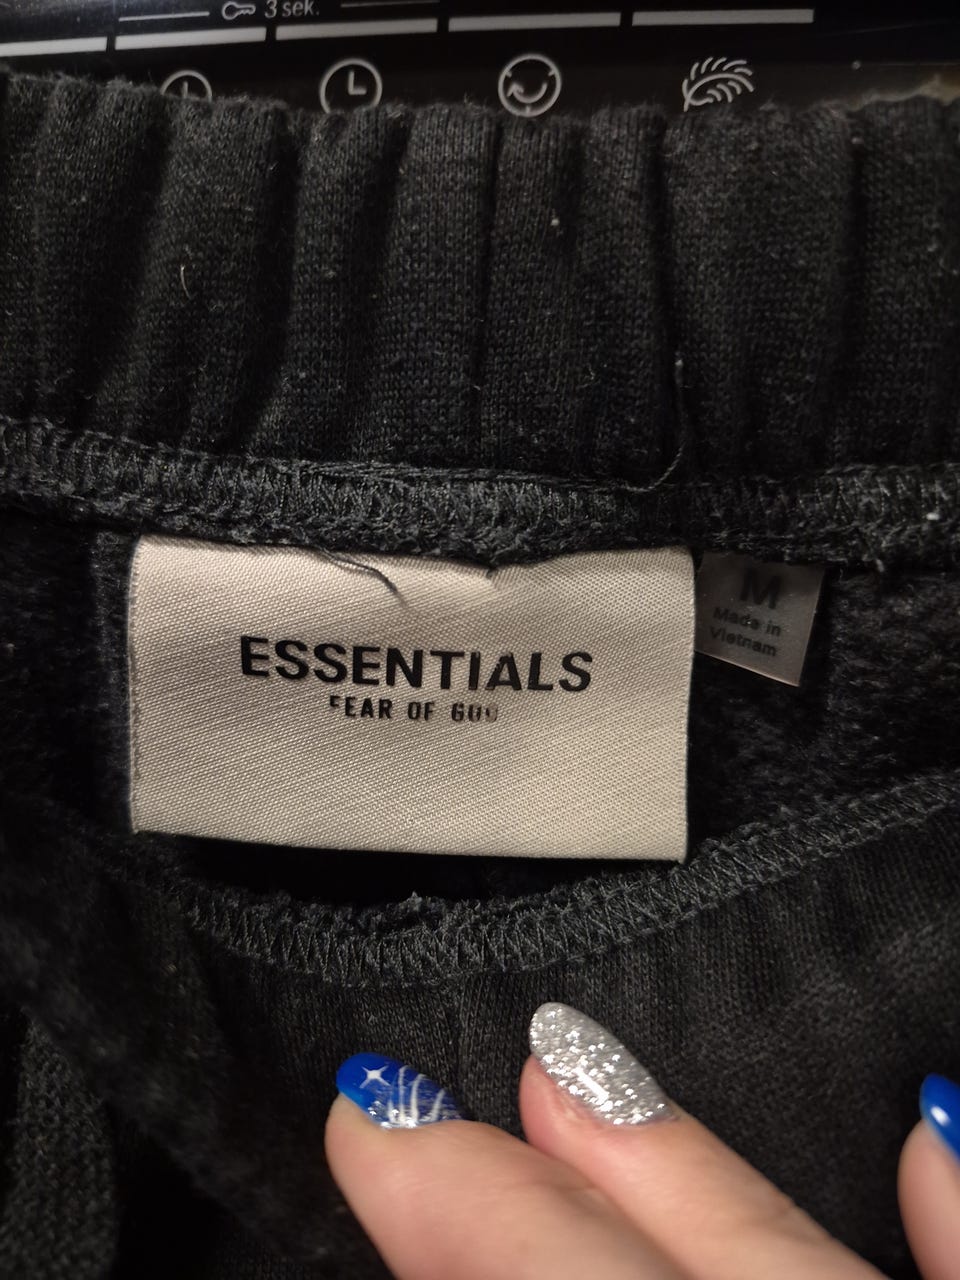 3 sek.
ESSENTIALS
FEAR OF GOD
M
Made in
Vietnam